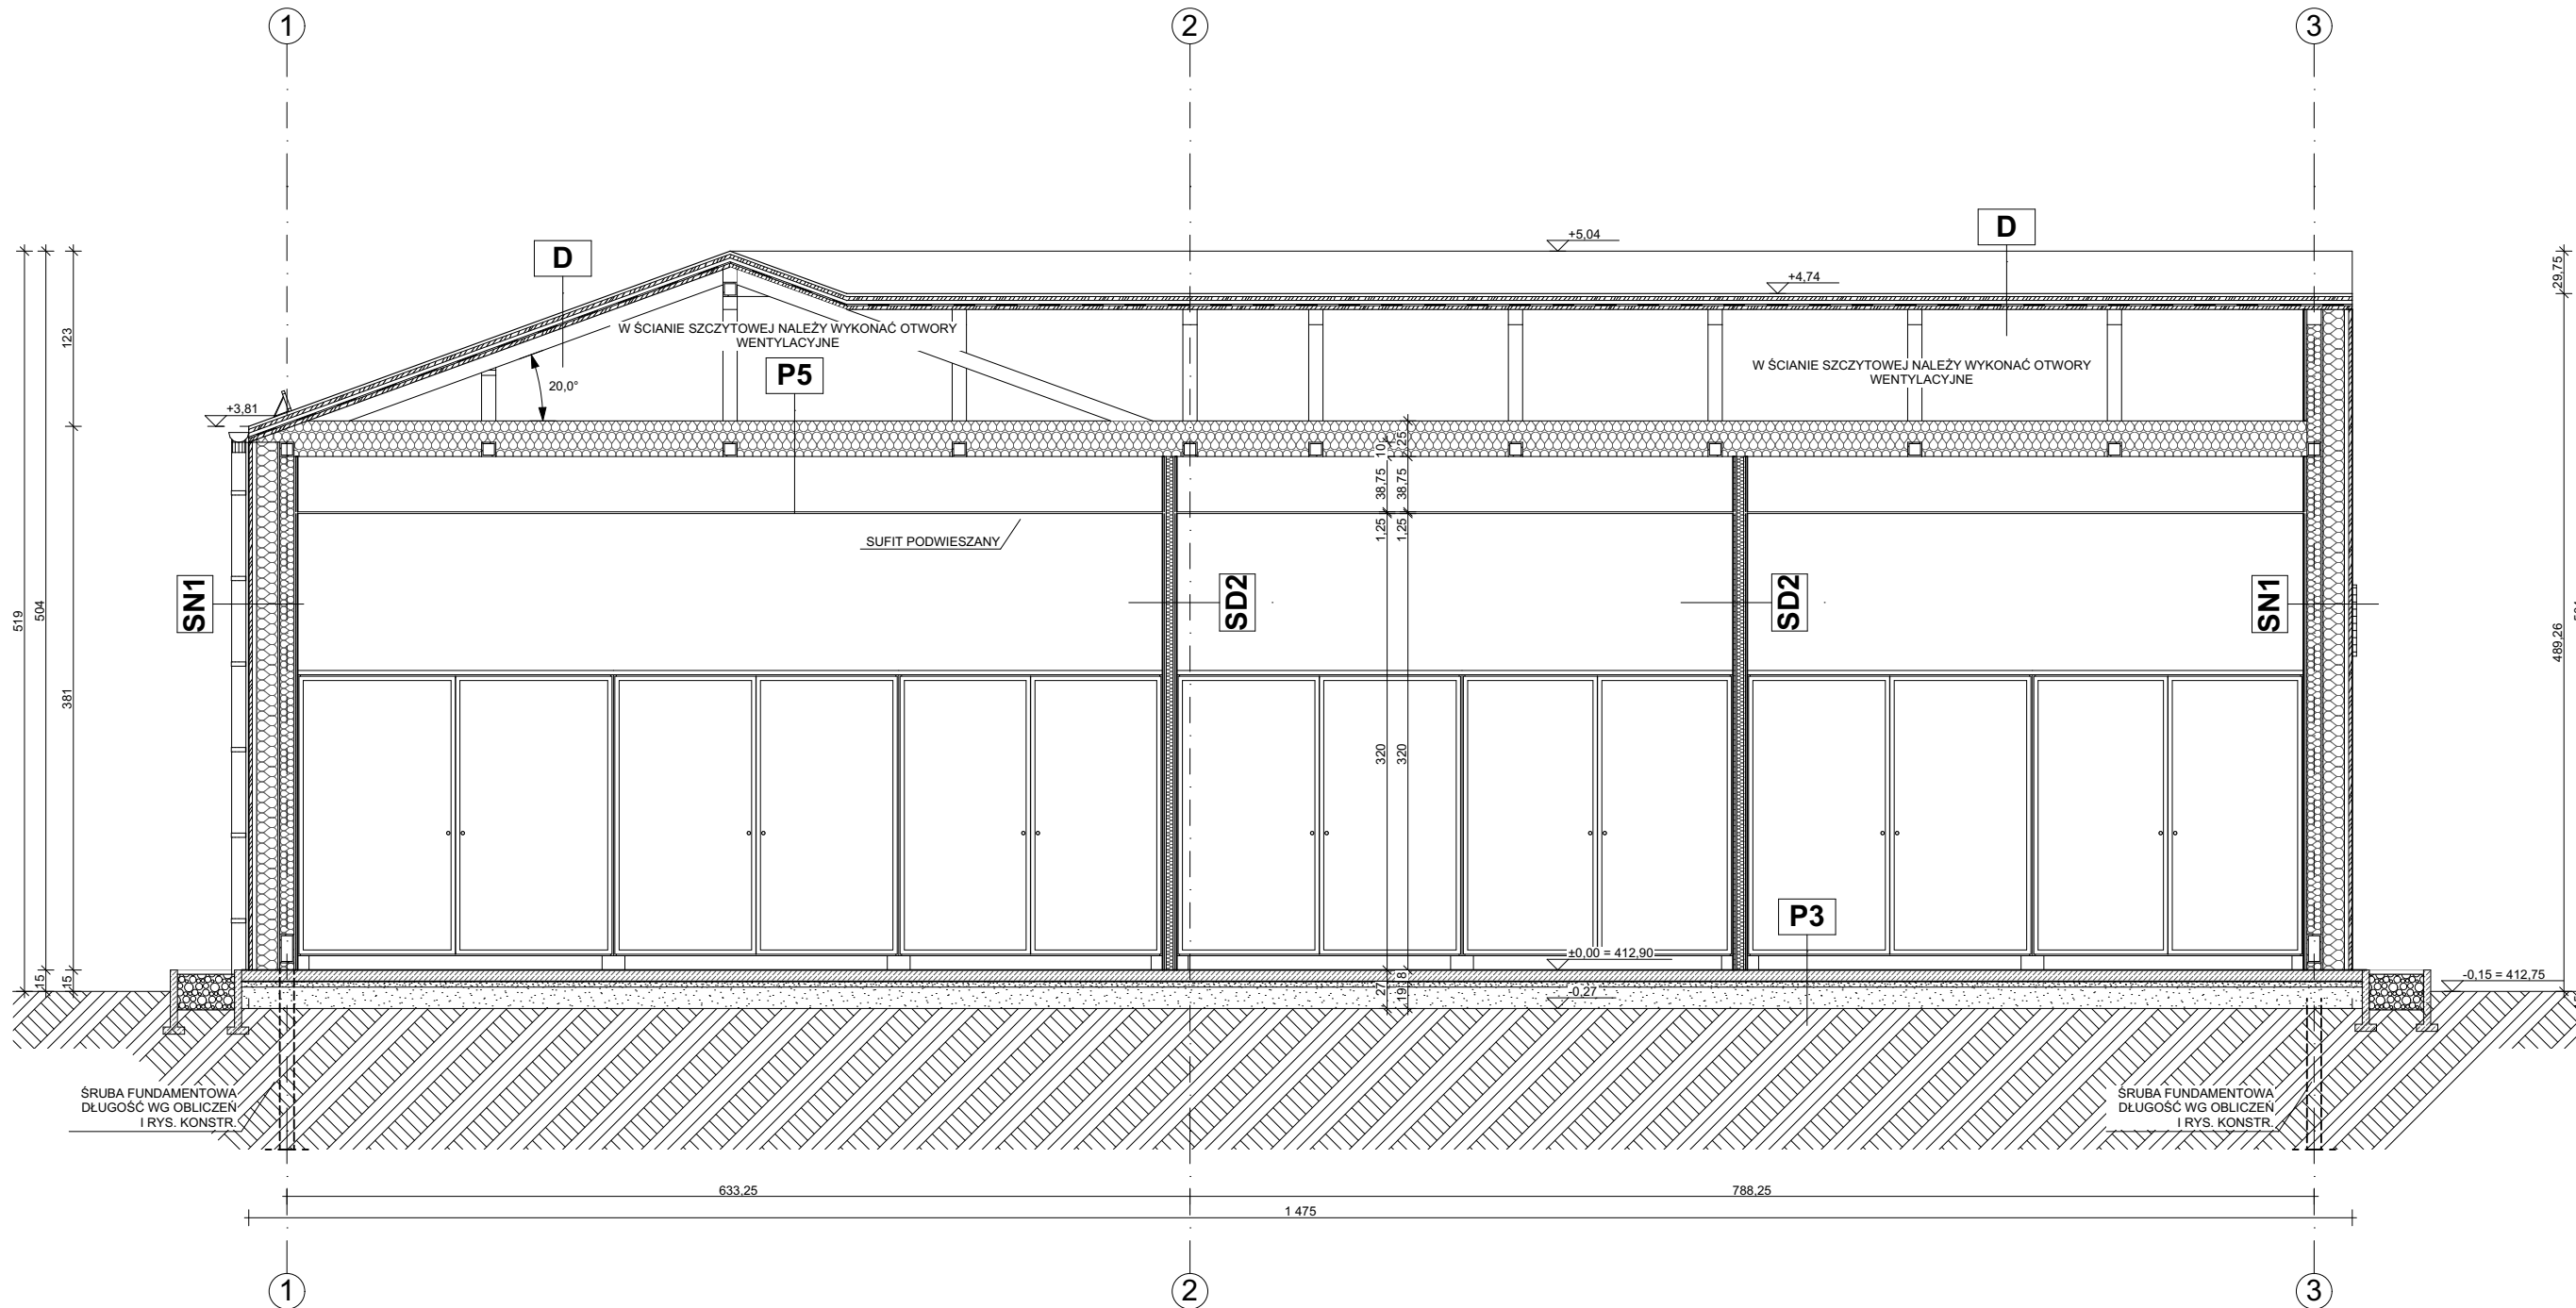 1
2
3
D
D
+5,04
+4,74
29,75
123
W ŚCIANIE SZCZYTOWEJ NALEŻY WYKONAĆ OTWORY
WENTYLACYJNE
W ŚCIANIE SZCZYTOWEJ NALEŻY WYKONAĆ OTWORY
WENTYLACYJNE
P5
20,0°
+3,81
10
25
38,75
38,75
1,25
1,25
SUFIT PODWIESZANY
SN1
SD2
SD2
SN1
519
504
381
489,26
320
320
P3
±0,00 = 412,90
-0,27
27
19
8
15
15
-0,15 = 412,75
ŚRUBA FUNDAMENTOWA
DŁUGOŚĆ WG OBLICZEŃ
I RYS. KONSTR.
ŚRUBA FUNDAMENTOWA
DŁUGOŚĆ WG OBLICZEŃ
I RYS. KONSTR.
633,25
788,25
1 475
1
2
3